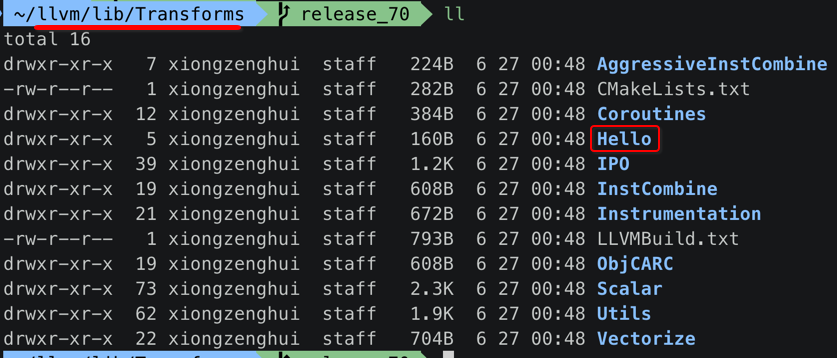 ~/llvm/lib/Transforms release_70 ll
total 16
drwxr-xr-x 7 xiongzenghui staff 224B 6 27 00:48 AggressiveInstCombine
-rw-r--r-- 1 xiongzenghui staff 282B 6 27 00:48 CMakeLists.txt
drwxr-xr-x 12 xiongzenghui staff 384B 6 27 00:48 Coroutines
drwxr-xr-x 5 xiongzenghui staff 160B 6 27 00:48 Hello
drwxr-xr-x 39 xiongzenghui staff 1.2K 6 27 00:48 IPO
drwxr-xr-x 19 xiongzenghui staff 608B 6 27 00:48 InstCombine
drwxr-xr-x 21 xiongzenghui staff 672B 6 27 00:48 Instrumentation
-rw-r--r-- 1 xiongzenghui staff 793B 6 27 00:48 LLVMBuild.txt
drwxr-xr-x 19 xiongzenghui staff 608B 6 27 00:48 ObjCARC
drwxr-xr-x 73 xiongzenghui staff 2.3K 6 27 00:48 Scalar
drwxr-xr-x 62 xiongzenghui staff 1.9K 6 27 00:48 Utils
drwxr-xr-x 22 xiongzenghui staff 704B 6 27 00:48 Vectorize
~/llvm/lib/Transforms release_70